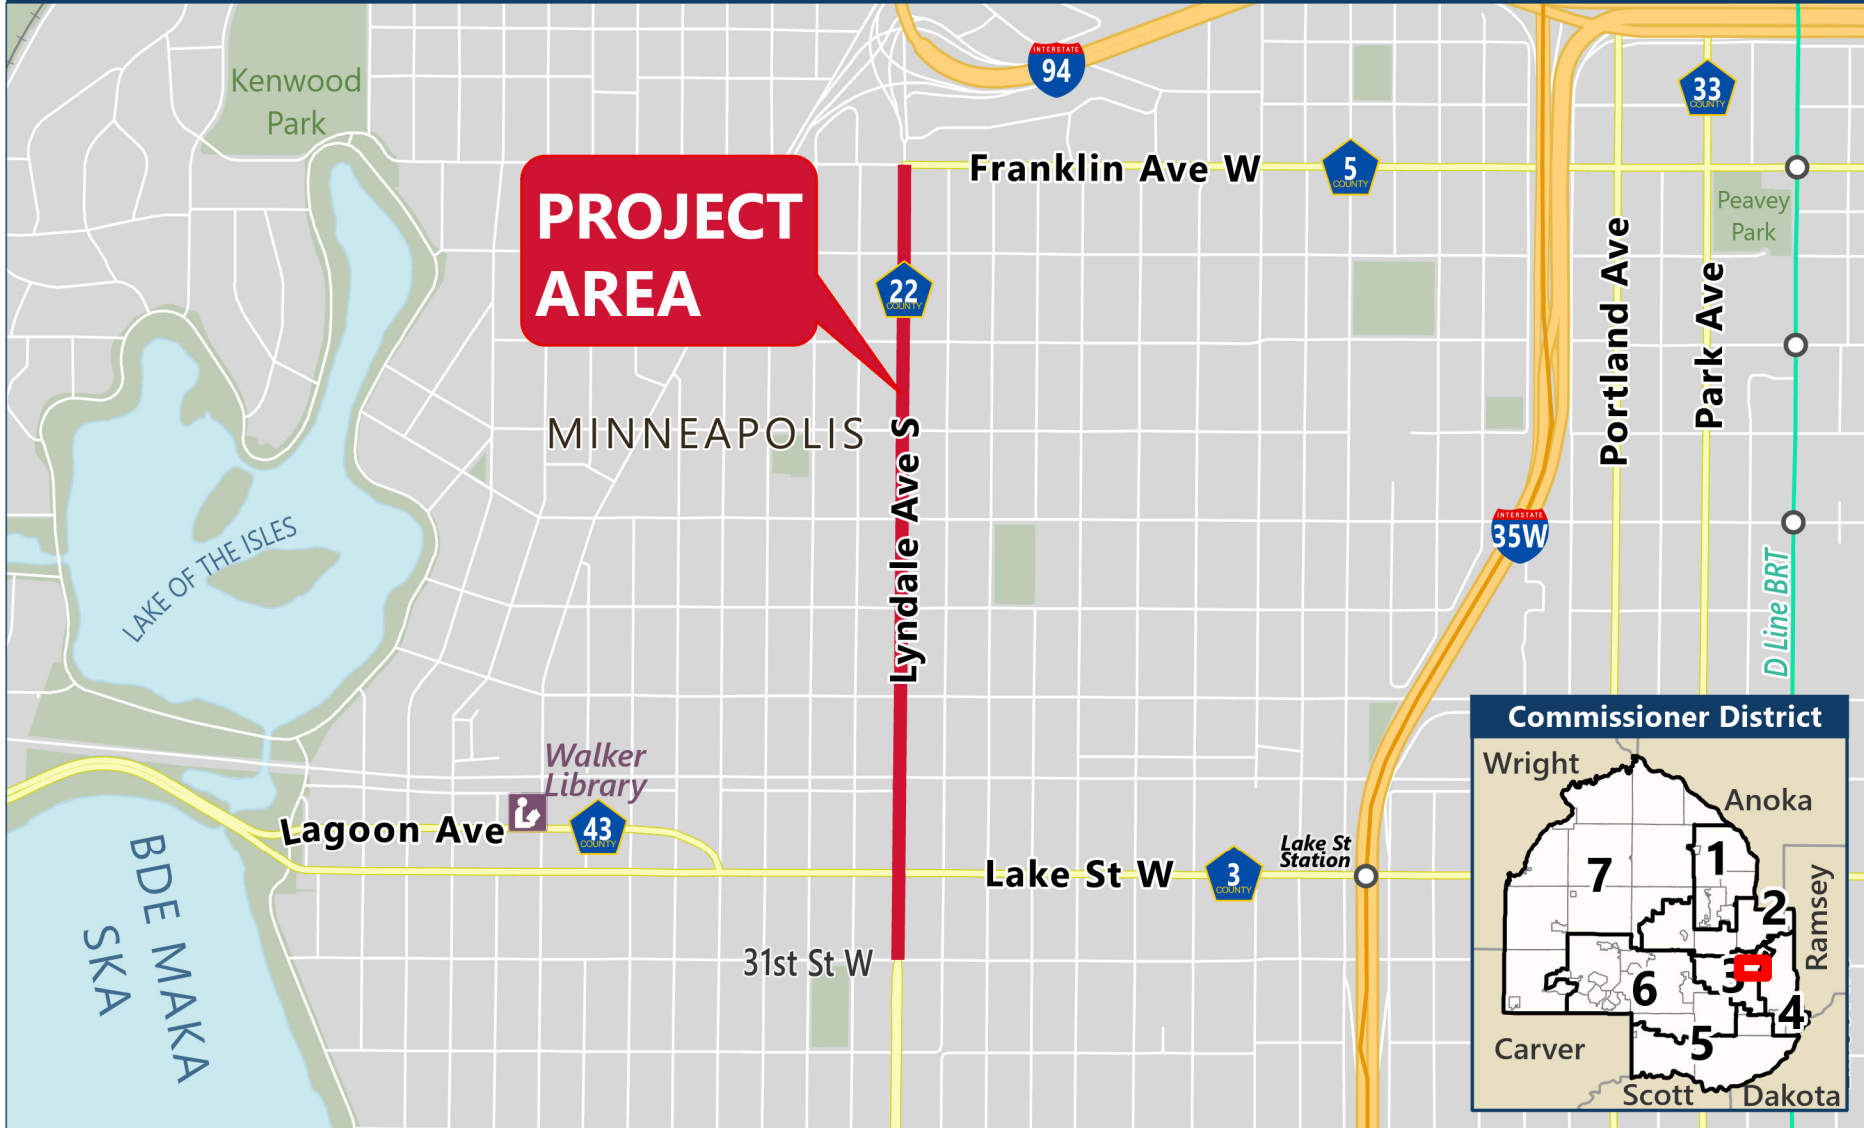 Kenwood
Park
INTERSTATE
94
33
COUNTY
Franklin Ave W
5
COUNTY
PROJECT
AREA
22
COUNTY
Peavey
Park
Portland Ave
Park Ave
MINNEAPOLIS
Lyndale Ave S
LAKE OF THE ISLES
INTERSTATE
35W
D Line BRT
Walker
Library
Lagoon Ave
43
COUNTY
Lake St W
3
COUNTY
Lake St
Station
BDE MAKA
SKA
31st St W
Commissioner District
Wright
Anoka
1
7
2
Ramsey
3
6
4
5
Carver
Scott
Dakota